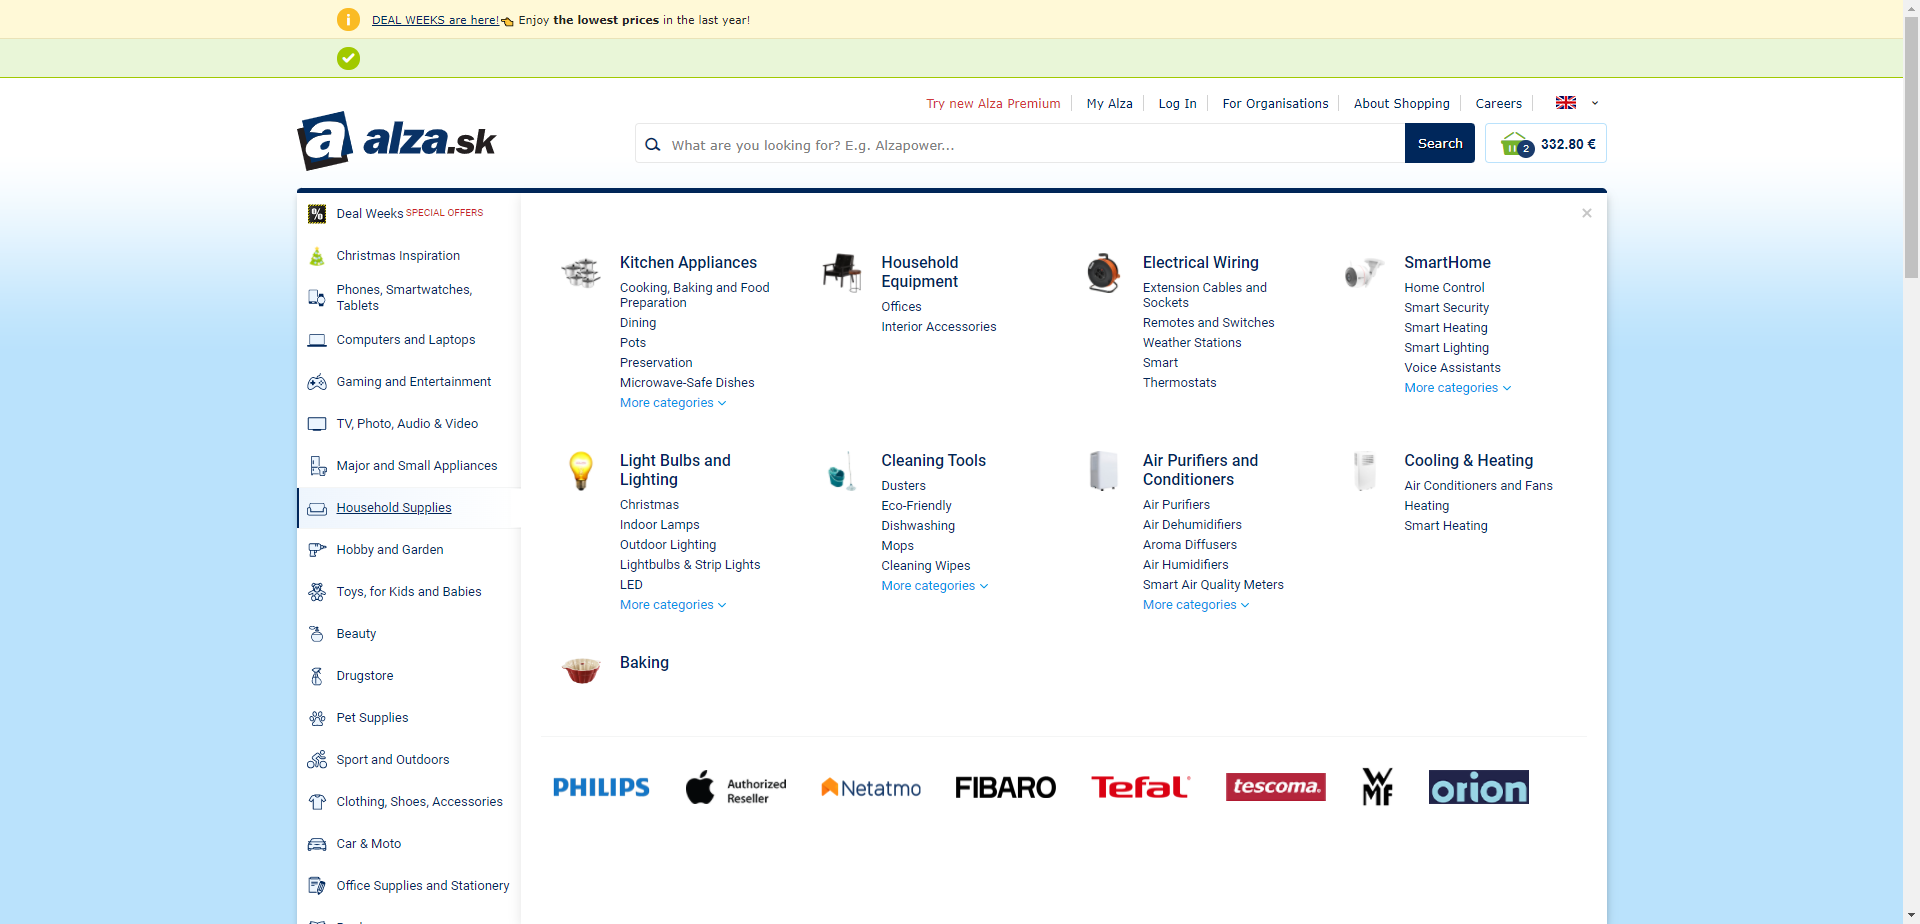 DEAL WEEKS are here! Enjoy the lowest prices in the last year!
Try new Alza Premium
My Alza
Log In
For Organisations
About Shopping
Careers
alza.sk
What are you looking for? E.g. Alzapower...
Search
2
332.80 €
Deal Weeks SPECIAL OFFERS
Christmas Inspiration
Phones, Smartwatches,
Tablets
Computers and Laptops
Gaming and Entertainment
TV, Photo, Audio & Video
Major and Small Appliances
Household Supplies
Hobby and Garden
Toys, for Kids and Babies
Beauty
Drugstore
Pet Supplies
Sport and Outdoors
Clothing, Shoes, Accessories
Car & Moto
Office Supplies and Stationery
Kitchen Appliances
Cooking, Baking and Food
Preparation
Dining
Pots
Preservation
Microwave-Safe Dishes
More categories
Household
Equipment
Offices
Interior Accessories
Electrical Wiring
Extension Cables and
Sockets
Remotes and Switches
Weather Stations
Smart
Thermostats
SmartHome
Home Control
Smart Security
Smart Heating
Smart Lighting
Voice Assistants
More categories
Light Bulbs and
Lighting
Christmas
Indoor Lamps
Outdoor Lighting
Lightbulbs & Strip Lights
LED
More categories
Cleaning Tools
Dusters
Eco-Friendly
Dishwashing
Mops
Cleaning Wipes
More categories
Air Purifiers and
Conditioners
Air Purifiers
Air Dehumidifiers
Aroma Diffusers
Air Humidifiers
Smart Air Quality Meters
More categories
Cooling & Heating
Air Conditioners and Fans
Heating
Smart Heating
Baking
PHILIPS
Authorized
Reseller
Netatmo
FIBARO
Tefal
tescoma.
WMF
orion